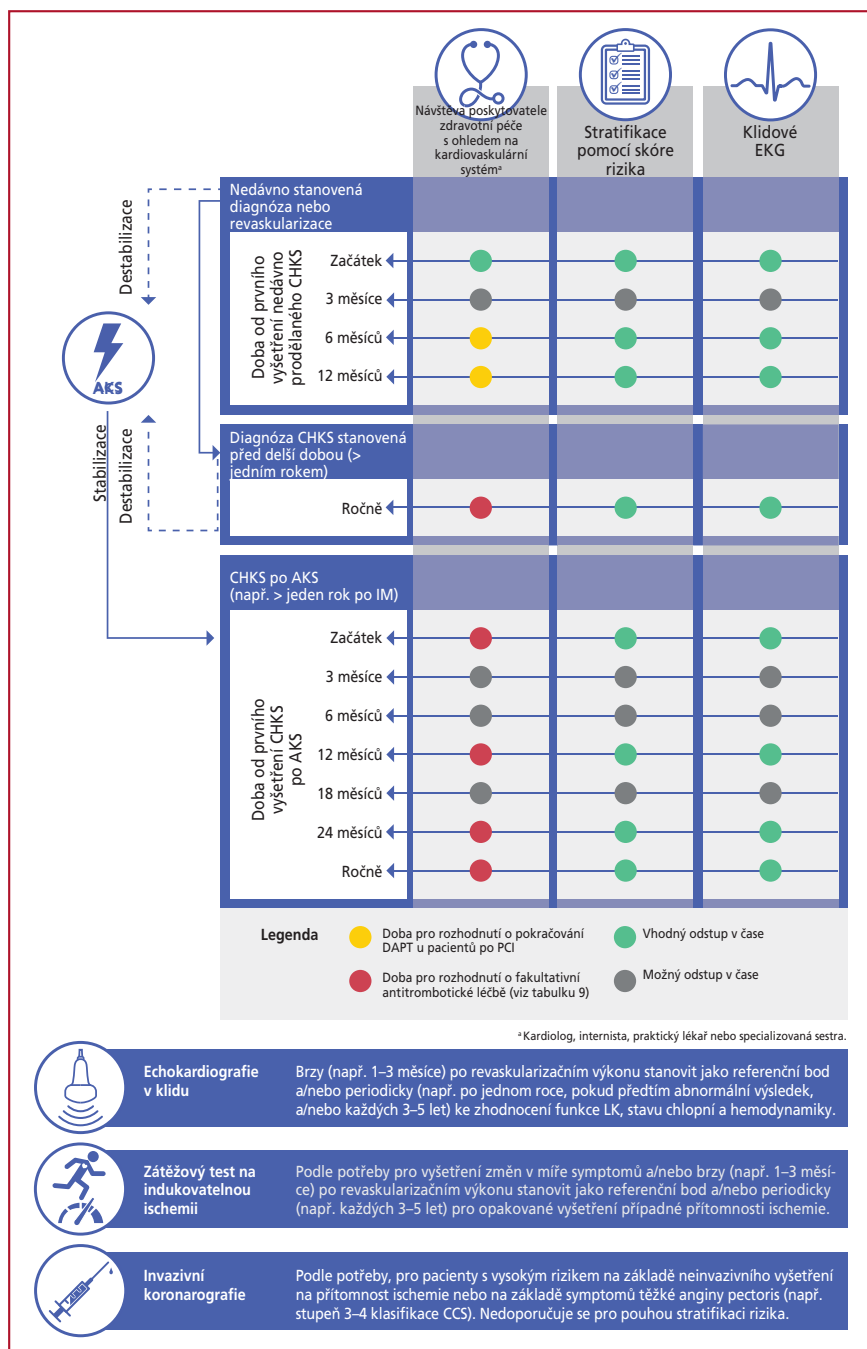 Návštěva poskytovatele
zdravotní péče
s ohledem na
kardiovaskulární
systémᵃ
Stratifikace
pomocí skóre
rizika
Klidové
EKG
Nedávno stanovená
diagnóza nebo
revaskularizace
Destabilizace
Doba od prvního
vyšetření nedávno
prodělaného CHKS
Začátek
3 měsíce
6 měsíců
12 měsíců
AKS
Stabilizace
Destabilizace
Diagnóza CHKS stanovená
před delší dobou (>
jedním rokem)
Ročně
CHKS po AKS
(např. > jeden rok po IM)
Doba od prvního
vyšetření CHKS
po AKS
Začátek
3 měsíce
6 měsíců
12 měsíců
18 měsíců
24 měsíců
Ročně
Legenda
Doba pro rozhodnutí o pokračování
DAPT u pacientů po PCI
Vhodný odstup v čase
Doba pro rozhodnutí o fakultativní
antitrombotické léčbě (viz tabulku 9)
Možný odstup v čase
ᵃ Kardiolog, internista, praktický lékař nebo specializovaná sestra.
Echokardiografie
v klidu
Brzy (např. 1–3 měsíce) po revaskularizačním výkonu stanovit jako referenční bod
a/nebo periodicky (např. po jednom roce, pokud předtím abnormální výsledek,
a/nebo každých 3–5 let) ke zhodnocení funkce LK, stavu chlopní a hemodynamiky.
Zátěžový test na
indukovatelnou
ischemii
Podle potřeby pro vyšetření změn v míře symptomů a/nebo brzy (např. 1–3 měsí-
ce) po revaskularizačním výkonu stanovit jako referenční bod a/nebo periodicky
(např. každých 3–5 let) pro opakované vyšetření případné přítomnosti ischemie.
Invazivní
koronarografie
Podle potřeby, pro pacienty s vysokým rizikem na základě neinvazivního vyšetření
na přítomnost ischemie nebo na základě symptomů těžké anginy pectoris (např.
stupeň 3–4 klasifikace CCS). Nedoporučuje se pro pouhou stratifikaci rizika.